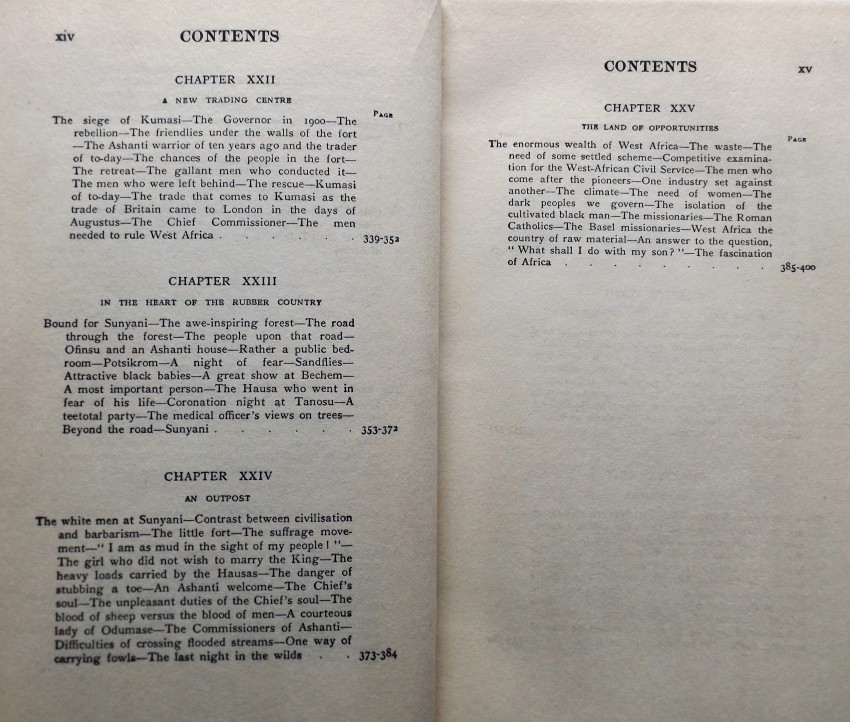 xiv CONTENTS
CHAPTER XXII
A NEW TRADING CENTRE
PAGE
The siege of Kumasi—The Governor in 1900—The
rebellion—The friendlies under the walls of the fort
—The Ashanti warrior of ten years ago and the trader
of to-day—The chances of the people in the fort—
The retreat—The gallant men who conducted it—
The men who were left behind—The rescue—Kumasi
of to-day—The trade that comes to Kumasi as the
trade of Britain came to London in the days of
Augustus—The Chief Commissioner—The men
needed to rule West Africa . . . . . . 339-352
CHAPTER XXIII
IN THE HEART OF THE RUBBER COUNTRY
Bound for Sunyani—The awe-inspiring forest—The road
through the forest—The people upon that road—
Ofinsu and an Ashanti house—Rather a public bed-
room—Potsikrom—A night of fear—Sandflies—
Attractive black babies—A great show at Bechem—
A most important person—The Hausa who went in
fear of his life—Coronation night at Tanosu—A
teetotal party—The medical officer's views on trees—
Beyond the road—Sunyani . . . . . 353-372
CHAPTER XXIV
AN OUTPOST
The white men at Sunyani—Contrast between civilisation
and barbarism—The little fort—The suffrage move-
ment—" I am as mud in the sight of my people ! "—
The girl who did not wish to marry the King—The
heavy loads carried by the Hausas—The danger of
stubbing a toe—An Ashanti welcome—The Chief's
soul—The unpleasant duties of the Chief's soul—The
blood of sheep versus the blood of men—A courteous
lady of Odumase—The Commissioners of Ashanti—
Difficulties of crossing flooded streams—One way of
carrying fowls—The last night in the wilds . . 373-384
CONTENTS xv
CHAPTER XXV
THE LAND OF OPPORTUNITIES
PAGE
The enormous wealth of West Africa—The waste—The
need of some settled scheme—Competitive examina-
tion for the West-African Civil Service—The men who
come after the pioneers—One industry set against
another—The climate—The need of women—The
dark peoples we govern—The isolation of the
cultivated black man—The missionaries—The Roman
Catholics—The Basel missionaries—West Africa the
country of raw material—An answer to the question,
" What shall I do with my son ? "—The fascination
of Africa . . . . . . . . 385-400